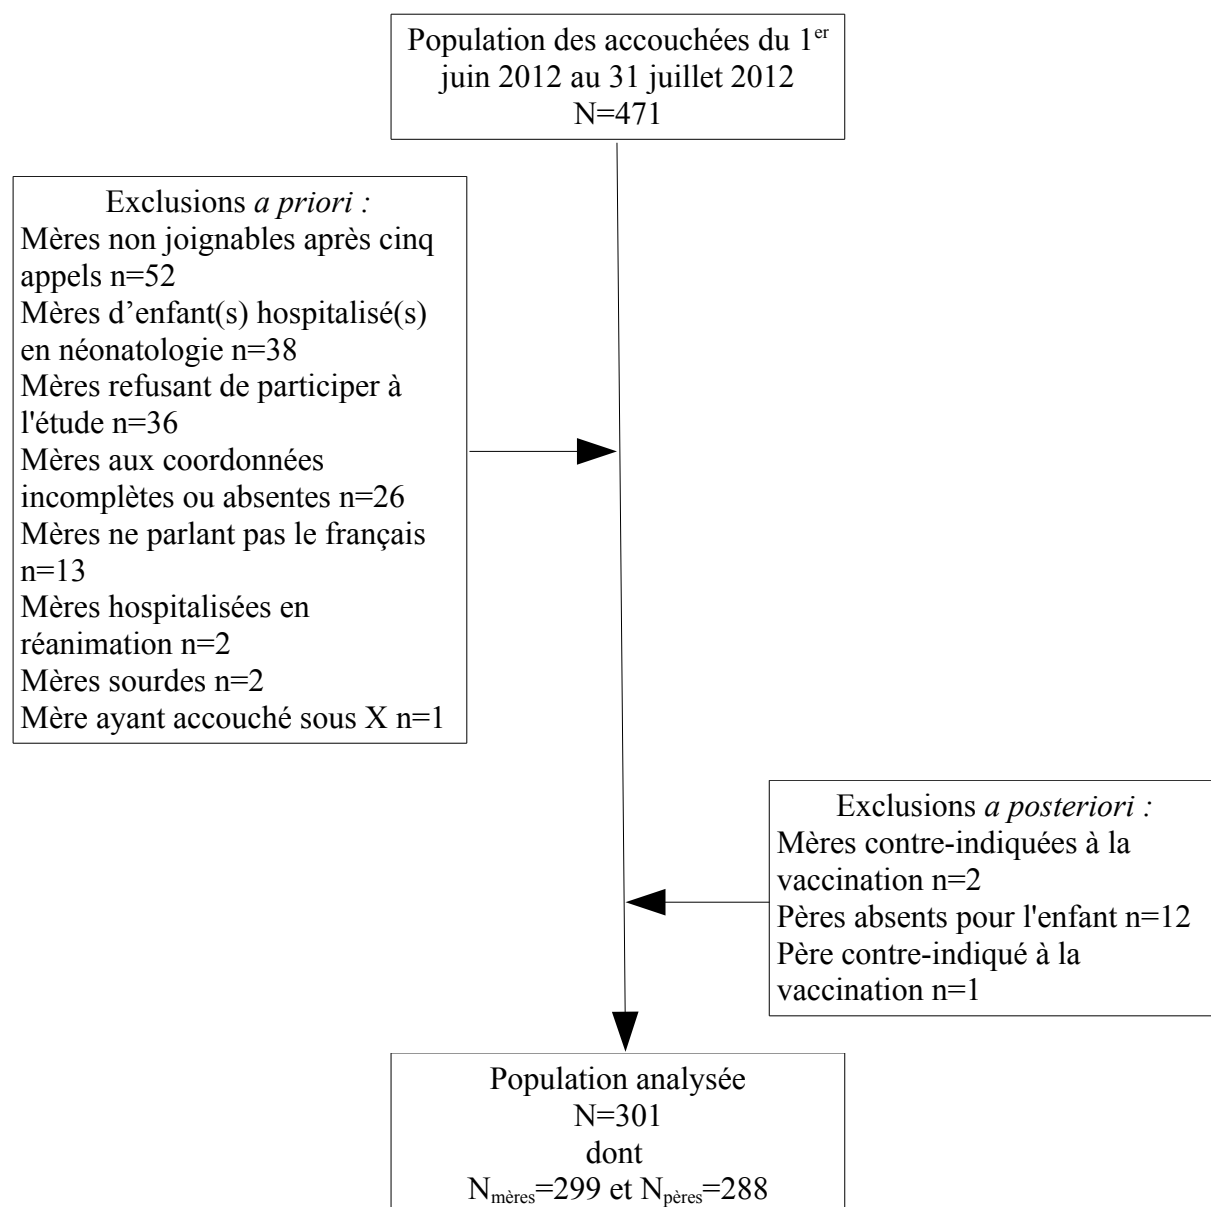 Population des accouchées du 1er
juin 2012 au 31 juillet 2012
N=471
Exclusions a priori :
Mères non joignables après cinq
appels n=52
Mères d’enfant(s) hospitalisé(s)
en néonatologie n=38
Mères refusant de participer à
l'étude n=36
Mères aux coordonnées
incomplètes ou absentes n=26
Mères ne parlant pas le français
n=13
Mères hospitalisées en
réanimation n=2
Mères sourdes n=2
Mère ayant accouché sous X n=1
Exclusions a posteriori :
Mères contre-indiquées à la
vaccination n=2
Pères absents pour l'enfant n=12
Père contre-indiqué à la
vaccination n=1
Population analysée
N=301
dont
Nmères=299 et Npères=288